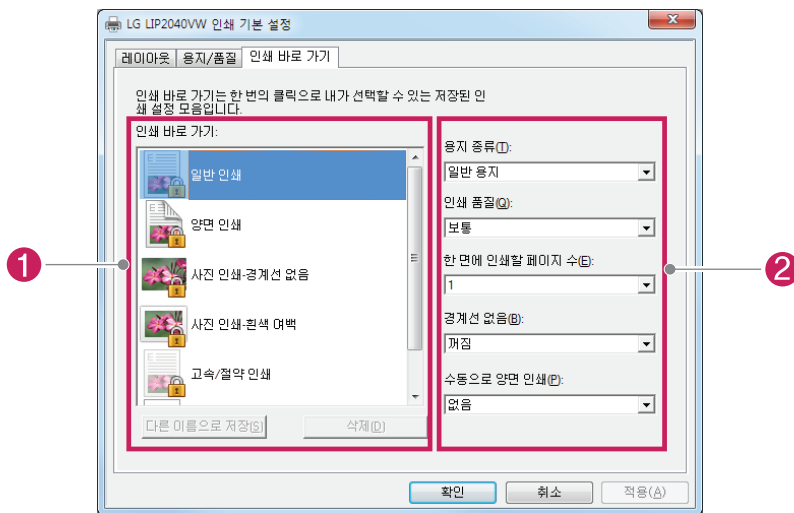 LG LIP2040VW 인쇄 기본 설정
레이아웃 용지/품질 인쇄 바로 가기
인쇄 바로 가기는 한 번의 클릭으로 내가 선택할 수 있는 저장된 인
쇄 설정 모음입니다.
인쇄 바로 가기:
일반 인쇄
양면 인쇄
사진 인쇄-경계선 없음
사진 인쇄-흰색 여백
고속/절약 인쇄
다른 이름으로 저장(S) 삭제(D)
1
용지 종류(T):
일반 용지
인쇄 품질(Q):
보통
한 면에 인쇄할 페이지 수(E):
1
경계선 없음(B):
꺼짐
수동으로 양면 인쇄(P):
없음
2
확인 취소 적용(A)